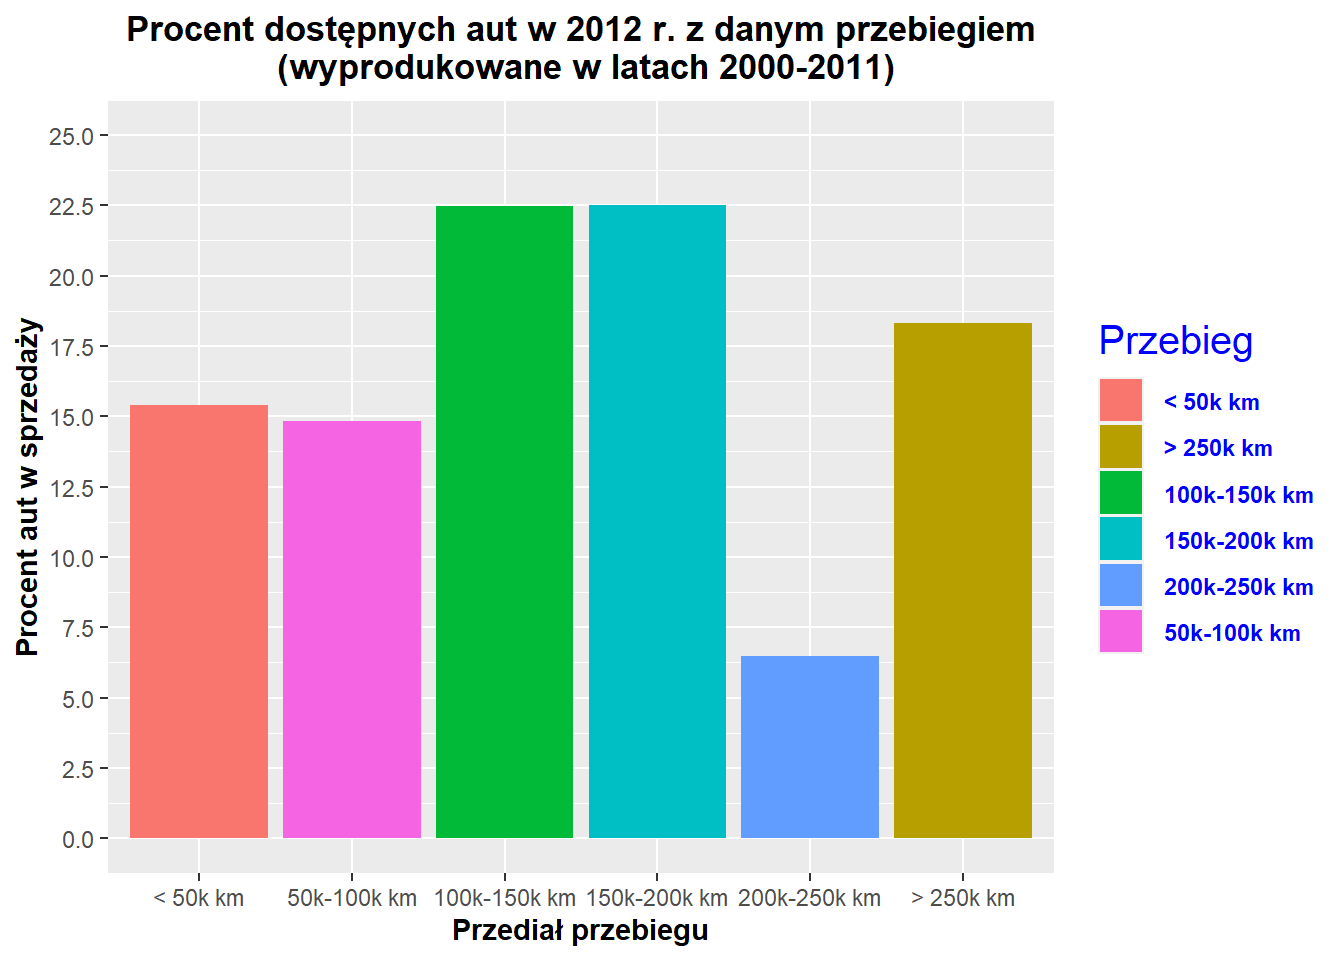 Procent dostępnych aut w 2012 r. z danym przebiegiem
(wyprodukowane w latach 2000-2011)
Procent aut w sprzedaży
25.0
22.5
20.0
17.5
15.0
12.5
10.0
7.5
5.0
2.5
0.0
< 50k km 50k-100k km 100k-150k km 150k-200k km 200k-250k km > 250k km
Przediał przebiegu
Przebieg
< 50k km
> 250k km
100k-150k km
150k-200k km
200k-250k km
50k-100k km